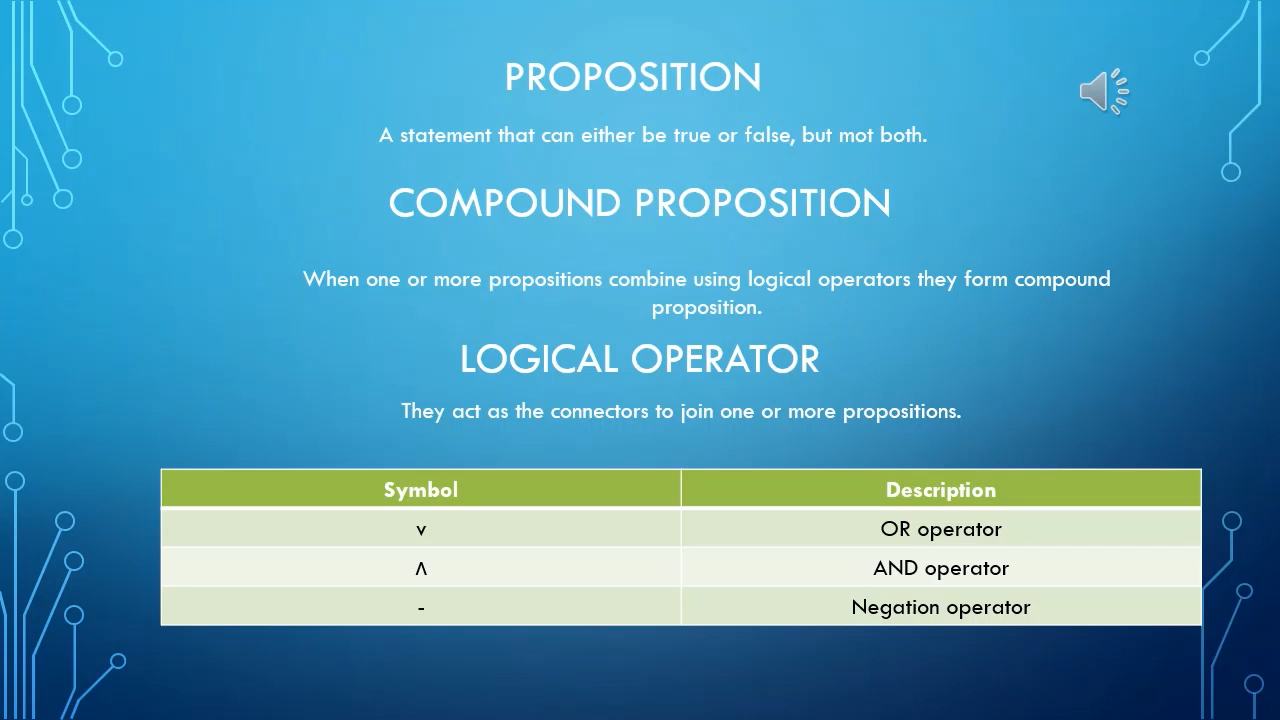 PROPOSITION
A statement that can either be true or false, but mot both.
COMPOUND PROPOSITION
When one or more propositions combine using logical operators they form compound
proposition.
LOGICAL OPERATOR
They act as the connectors to join one or more propositions.
Symbol Description
v OR operator
Λ AND operator
- Negation operator